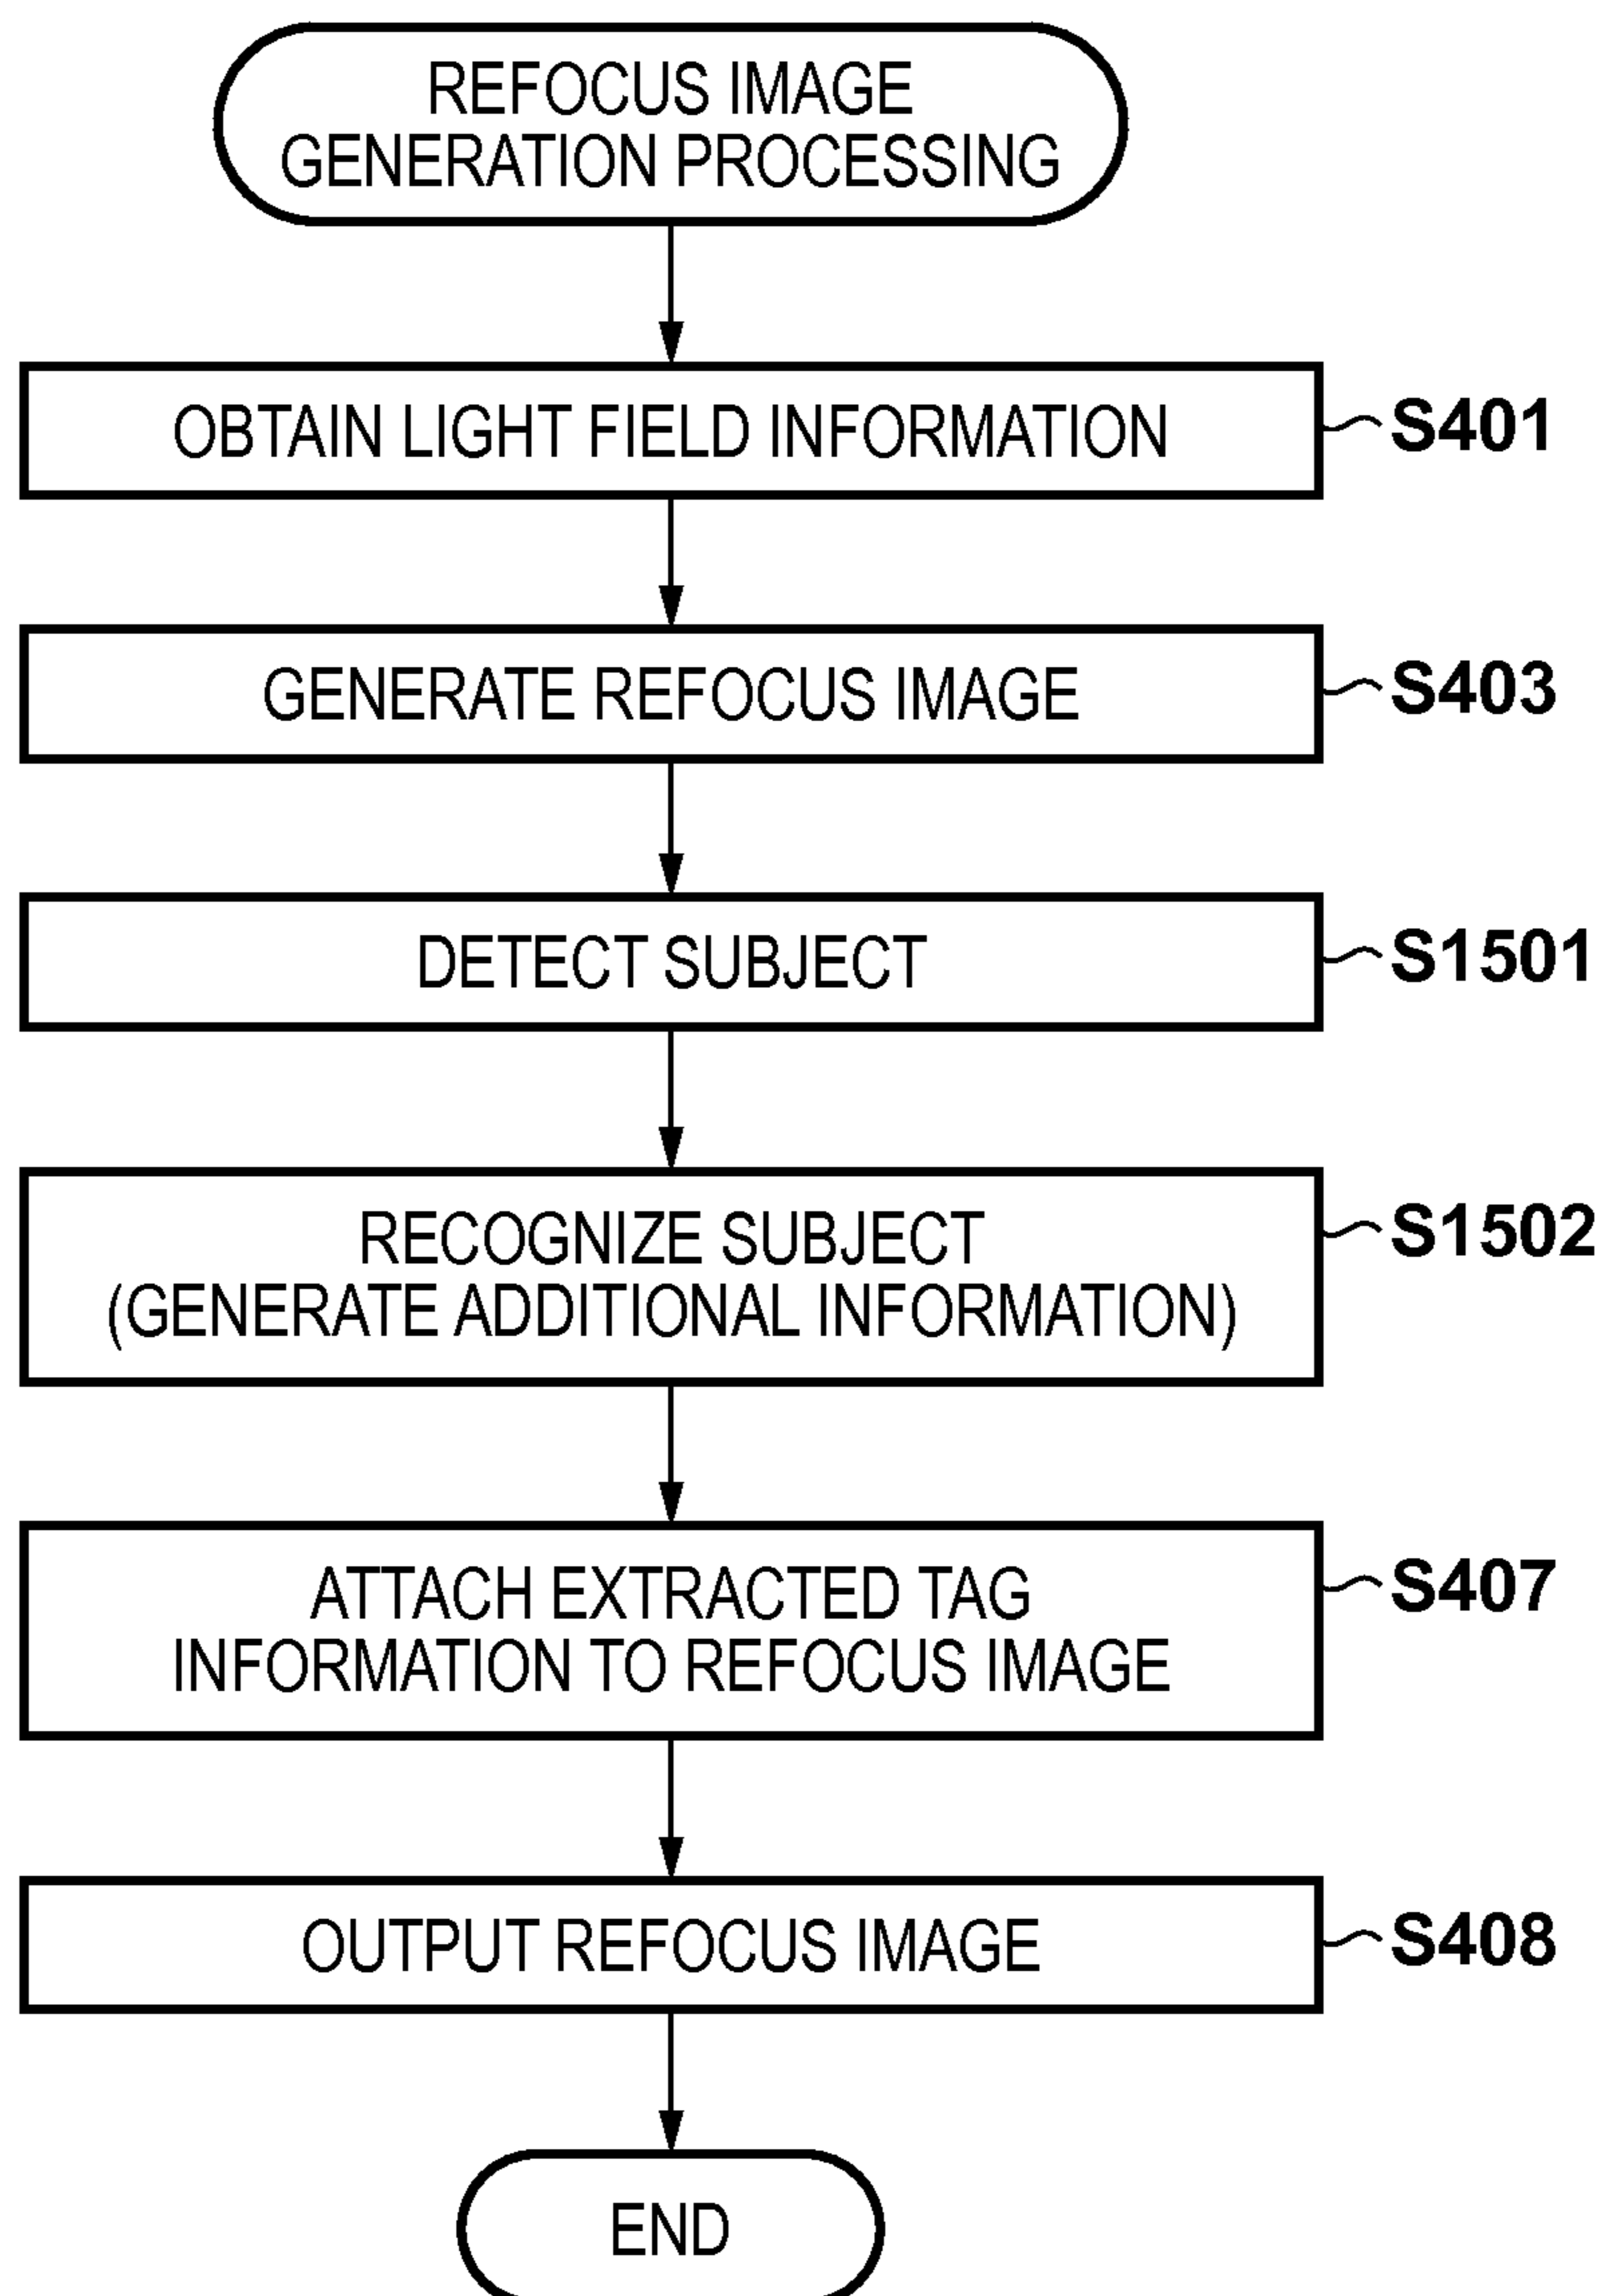 REFOCUS IMAGE
GENERATION PROCESSING
OBTAIN LIGHT FIELD INFORMATION
S401
GENERATE REFOCUS IMAGE
S403
DETECT SUBJECT
S1501
RECOGNIZE SUBJECT
(GENERATE ADDITIONAL INFORMATION)
S1502
ATTACH EXTRACTED TAG
INFORMATION TO REFOCUS IMAGE
S407
OUTPUT REFOCUS IMAGE
S408
END